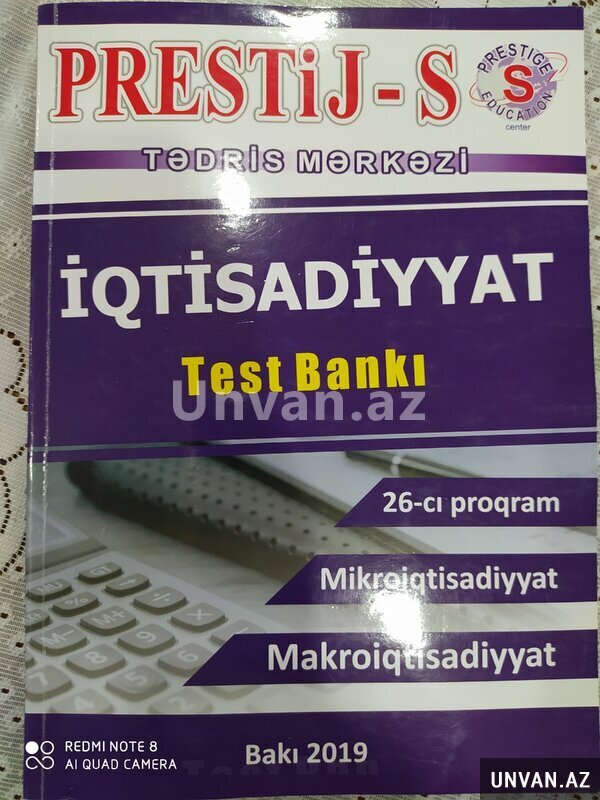 PRESTiJ - S
PRESTIGE
S
EDUCATION
center
TƏDRİS MƏRKƏZİ
İQTİSADİYYAT
Test Bankı
Unvan.az
26-cı proqram
Mikroiqtisadiyyat
Makroiqtisadiyyat
Bakı 2019
REDMI NOTE 8
AI QUAD CAMERA
UNVAN.AZ